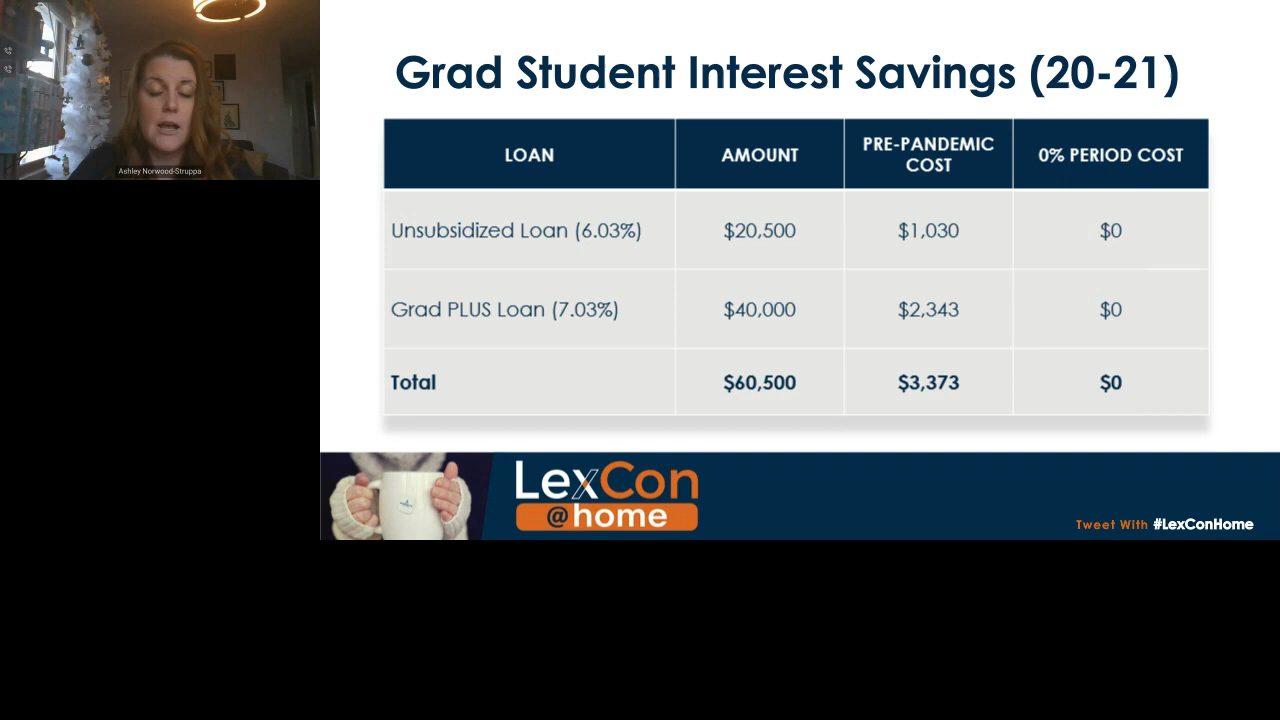 Ashley Norwood-Struppa
Grad Student Interest Savings (20-21)
LOAN
AMOUNT
PRE-PANDEMIC
COST
0% PERIOD COST
Unsubsidized Loan (6.03%)
$20,500
$1,030
$0
Grad PLUS Loan (7.03%)
$40,000
$2,343
$0
Total
$60,500
$3,373
$0
LexCon
@home
Tweet With #LexConHome